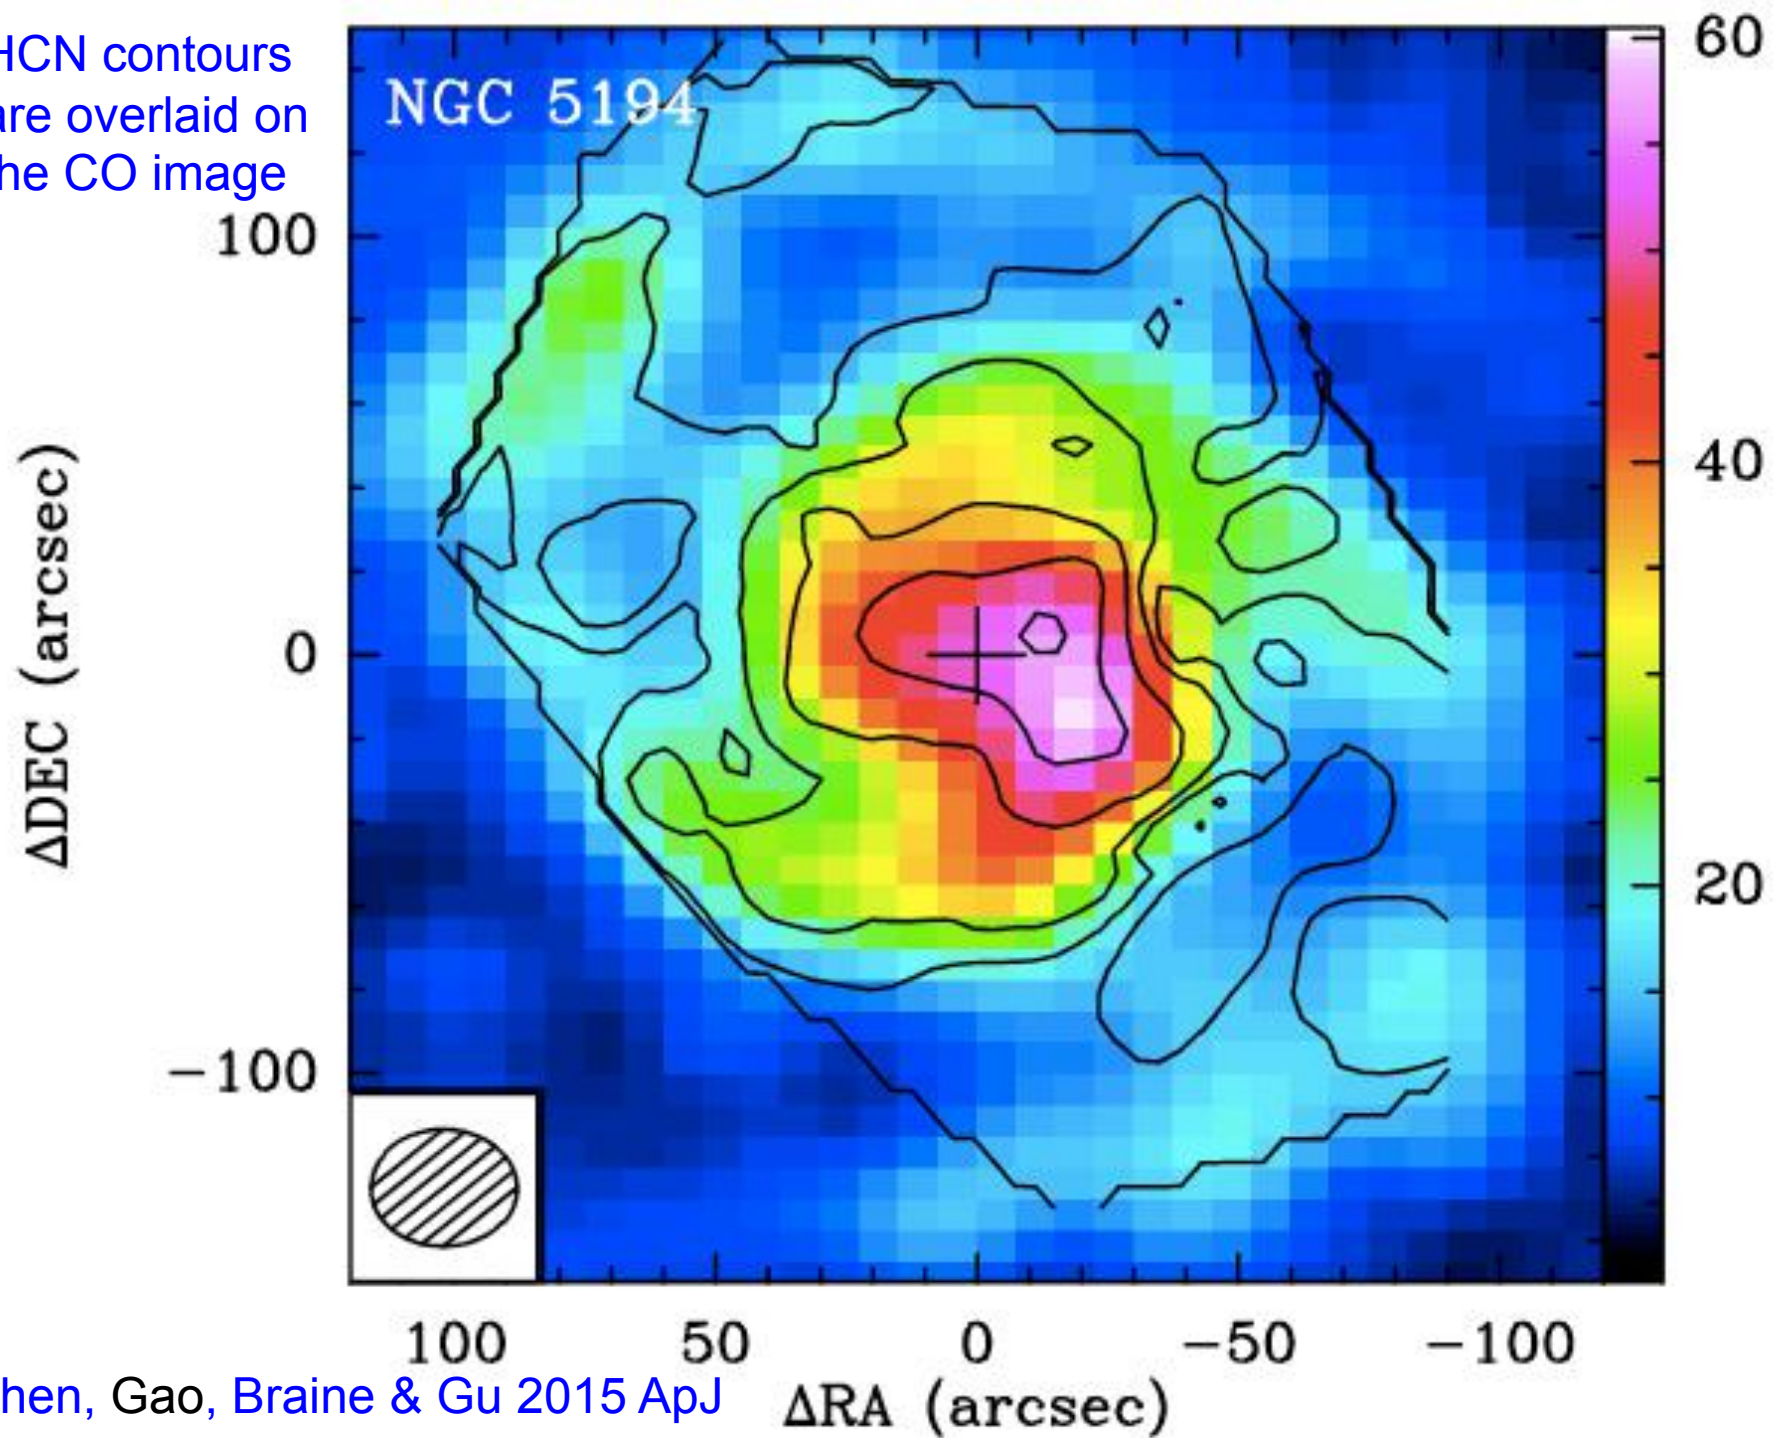 HCN contours
are overlaid on
the CO image
NGC 5194
60
40
20
100
0
−100
ΔDEC (arcsec)
100
50
0
−50
−100
ΔRA (arcsec)
hen, Gao, Braine & Gu 2015 ApJ